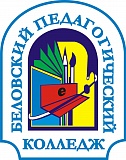 БЕЛОВСКИЙ ПЕДАГОГИЧЕСКИЙ
КОЛЛЕДЖ
е